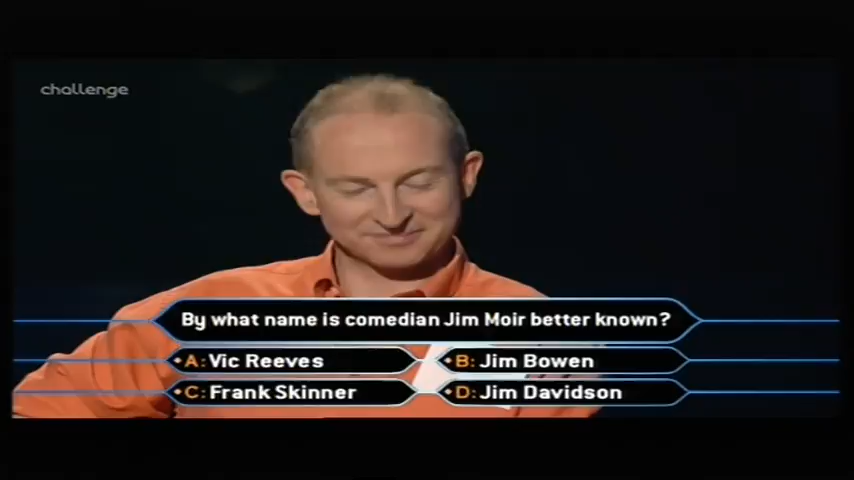 challenge
By what name is comedian Jim Moir better known?
A: Vic Reeves
B: Jim Bowen
C: Frank Skinner
D: Jim Davidson